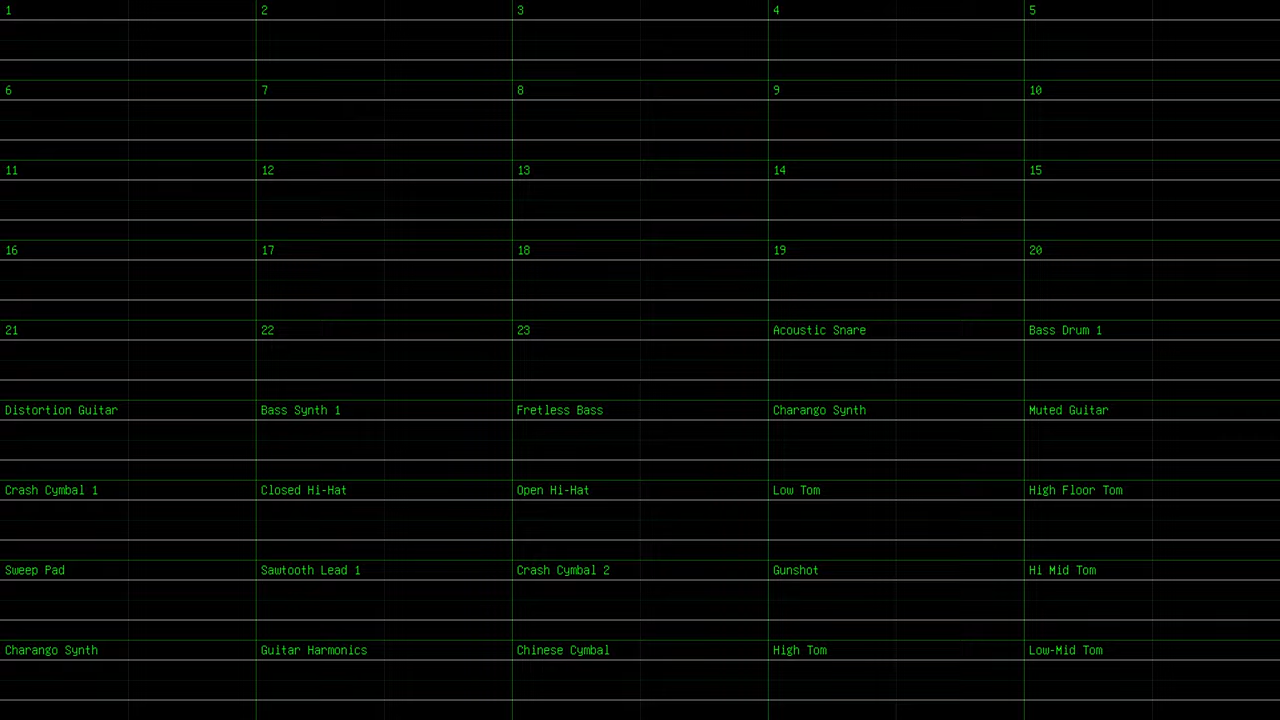 1 2 3 4 5
6 7 8 9 10
11 12 13 14 15
16 17 18 19 20
21 22 23 Acoustic Snare Bass Drum 1
Distortion Guitar Bass Synth 1 Fretless Bass Charango Synth Muted Guitar
Crash Cymbal 1 Closed Hi-Hat Open Hi-Hat Low Tom High Floor Tom
Sweep Pad Sawtooth Lead 1 Crash Cymbal 2 Gunshot Hi Mid Tom
Charango Synth Guitar Harmonics Chinese Cymbal High Tom Low-Mid Tom